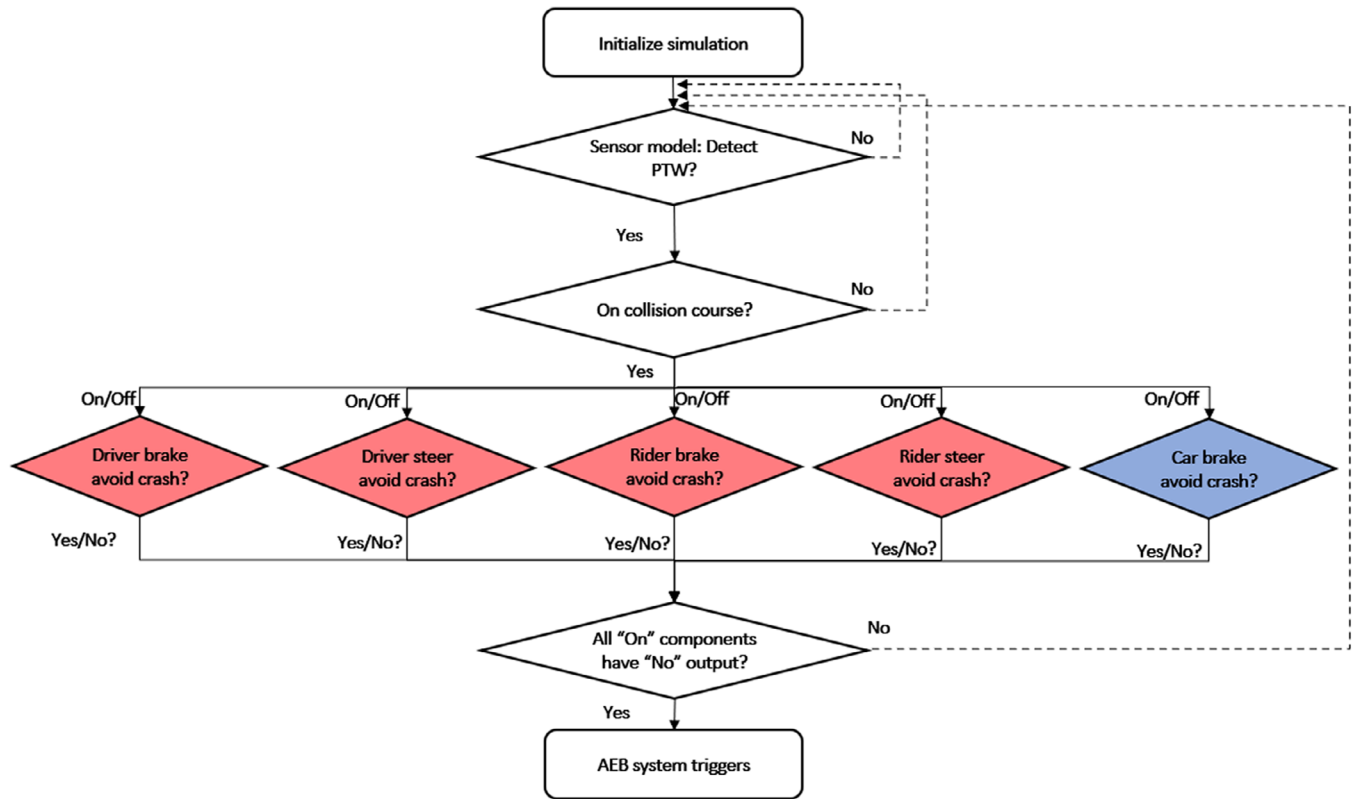 Initialize simulation
No
Sensor model: Detect
PTW?
Yes
No
On collision course?
Yes
On/Off
On/Off
On/Off
On/Off
On/Off
Driver brake
avoid crash?
Driver steer
avoid crash?
Rider brake
avoid crash?
Rider steer
avoid crash?
Car brake
avoid crash?
Yes/No?
Yes/No?
Yes/No?
Yes/No?
Yes/No?
No
All “On” components
have “No” output?
Yes
AEB system triggers